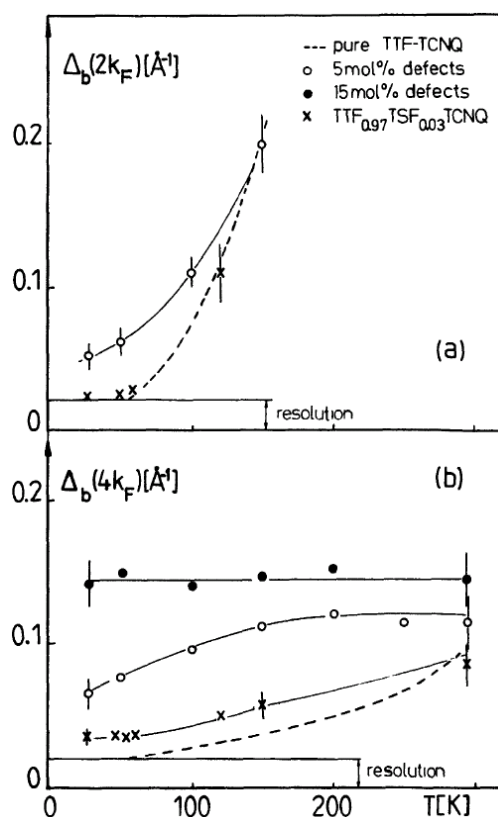 Δb(2kF)[Å⁻¹]
--- pure TTF-TCNQ
○ 5mol% defects
● 15mol% defects
x TTF0.97TSF0.03TCNQ
0.2
0.1
(a)
resolution
0
Δb(4kF)[Å⁻¹]
(b)
0.2
0.1
resolution
0
0
100
200
T[K]